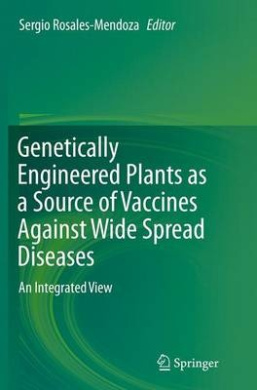 Sergio Rosales-Mendoza Editor
Genetically
Engineered Plants as
a Source of Vaccines
Against Wide Spread
Diseases
An Integrated View
Springer